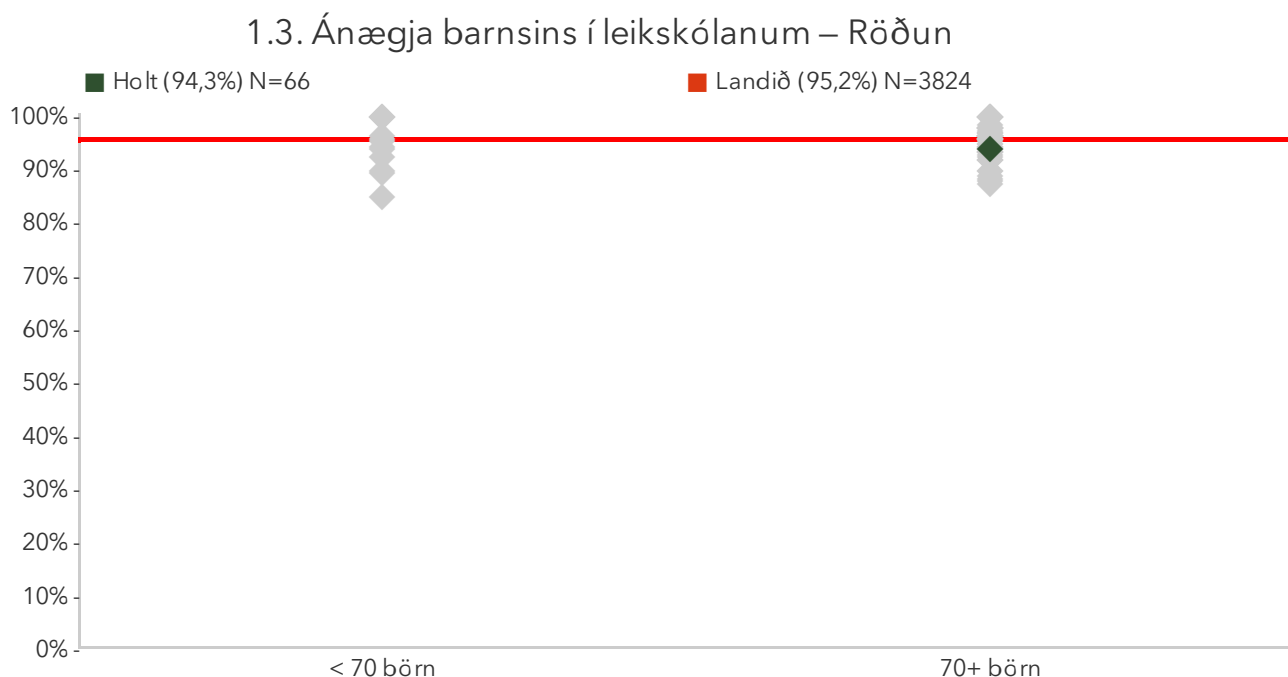 1.3. Ánægja barnsins í leikskólanum – Röðun
Holt (94,3%) N=66
Landið (95,2%) N=3824
100%
90%
80%
70%
60%
50%
40%
30%
20%
10%
0%
< 70 börn
70+ börn